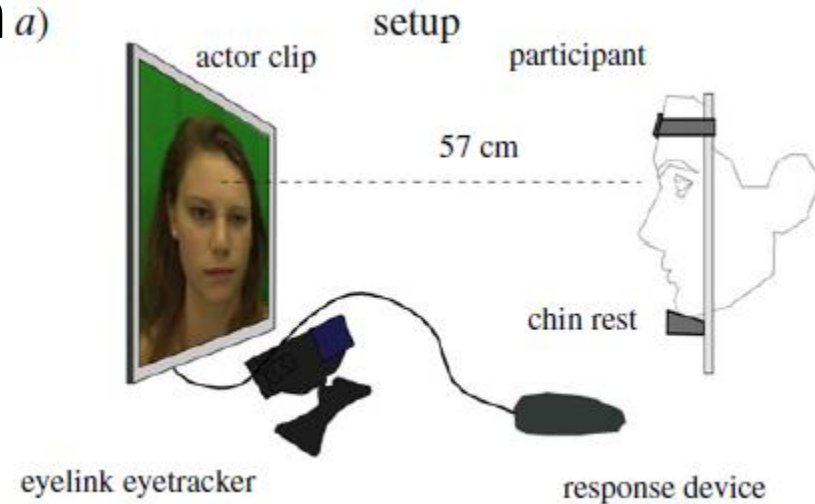 a)
setup
actor clip
participant
57 cm
chin rest
eyelink eyetracker
response device